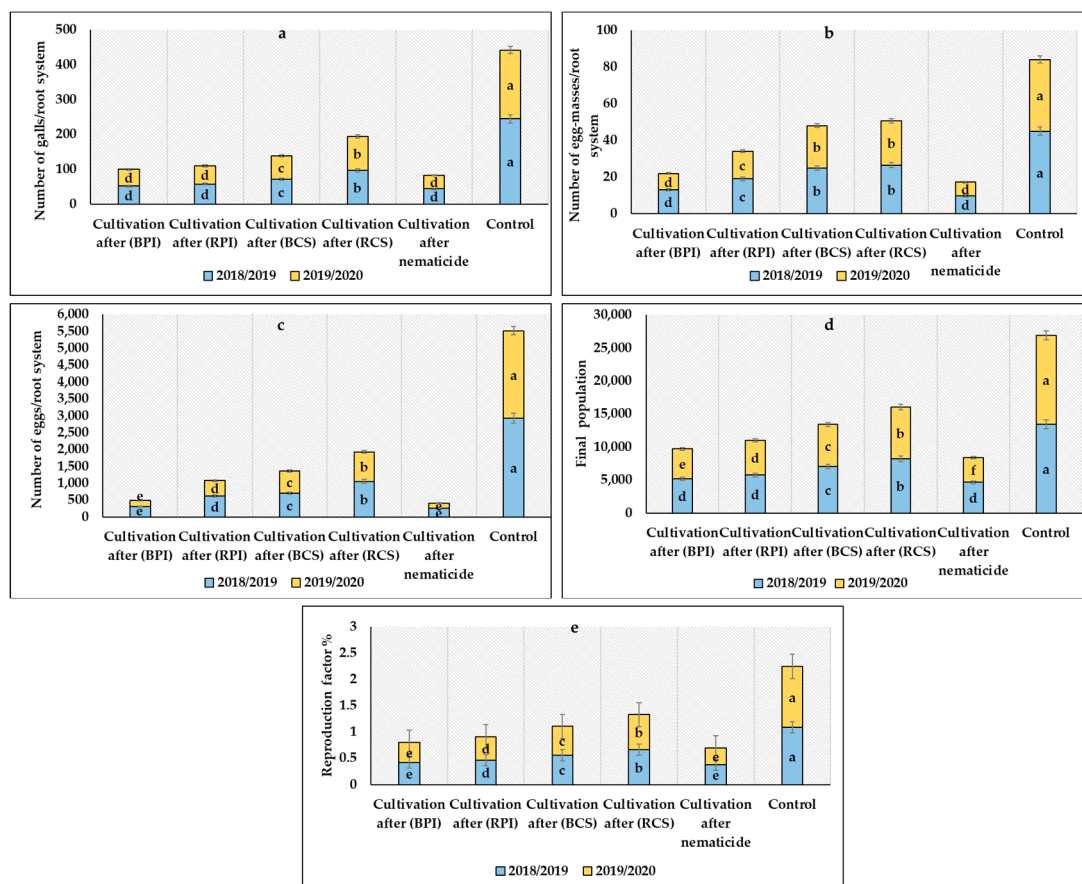 a
Number of galls/root system
500
400
300
200
100
0
d
d
d
d
c
c
b
b
d
d
a
a
Cultivation after (BPI)
Cultivation after (RPI)
Cultivation after (BCS)
Cultivation after (RCS)
Cultivation after nematicide
Control
2018/2019
2019/2020
b
Number of egg-masses/root system
100
80
60
40
20
0
d
d
c
c
b
b
b
b
d
d
a
a
Cultivation after (BPI)
Cultivation after (RPI)
Cultivation after (BCS)
Cultivation after (RCS)
Cultivation after nematicide
Control
2018/2019
2019/2020
c
Number of eggs/root system
6,000
5,500
5,000
4,500
4,000
3,500
3,000
2,500
2,000
1,500
1,000
500
0
e
e
d
d
c
c
b
b
e
e
a
a
Cultivation after (BPI)
Cultivation after (RPI)
Cultivation after (BCS)
Cultivation after (RCS)
Cultivation after nematicide
Control
2018/2019
2019/2020
d
Final population
30,000
25,000
20,000
15,000
10,000
5,000
0
e
d
d
d
c
c
b
b
f
d
a
a
Cultivation after (BPI)
Cultivation after (RPI)
Cultivation after (BCS)
Cultivation after (RCS)
Cultivation after nematicide
Control
2018/2019
2019/2020
e
Reproduction factor %
3
2.5
2
1.5
1
0.5
0
e
e
d
d
c
c
b
b
e
e
a
a
Cultivation after (BPI)
Cultivation after (RPI)
Cultivation after (BCS)
Cultivation after (RCS)
Cultivation after nematicide
Control
2018/2019
2019/2020